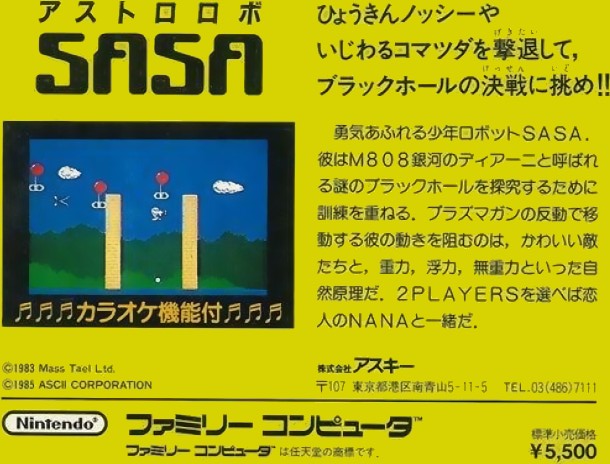 アストロロボ
SASA
ひょうきんノッシーや
いじわるコマツダを撃退して，
ブラックホールの決戦に挑め!!
勇気あふれる少年ロボットSASA．
彼はM808銀河のディアーニと呼ばれ
る謎のブラックホールを探究するために
訓練を重ねる．プラズマガンの反動で移
動する彼の動きを阻むのは，かわいい敵
たちと，重力，浮力，無重力といった自
然原理だ．2PLAYERSを選べば恋
人のNANAと一緒だ．
♬♬♬カラオケ機能付♬♬♬
©1983 Mass Tael Ltd.
©1985 ASCII CORPORATION
株式会社アスキー
〒107 東京都港区南青山5-11-5 TEL.03(486)7111
Nintendo® ファミリー コンピュータ™
ファミリー コンピュータ™は任天堂の商標です．
標準小売価格
¥5,500